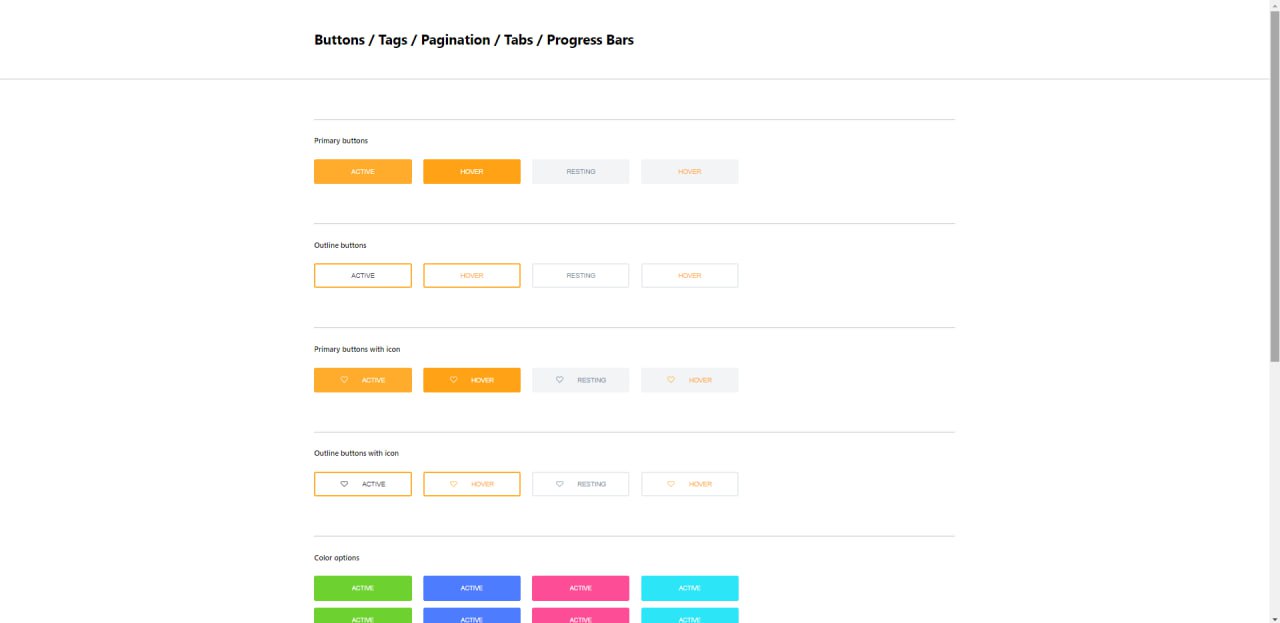 Buttons / Tags / Pagination / Tabs / Progress Bars
Primary buttons
ACTIVE HOVER RESTING HOVER
Outline buttons
ACTIVE HOVER RESTING HOVER
Primary buttons with icon
ACTIVE HOVER RESTING HOVER
Outline buttons with icon
ACTIVE HOVER RESTING HOVER
Color options
ACTIVE ACTIVE ACTIVE ACTIVE
ACTIVE ACTIVE ACTIVE ACTIVE